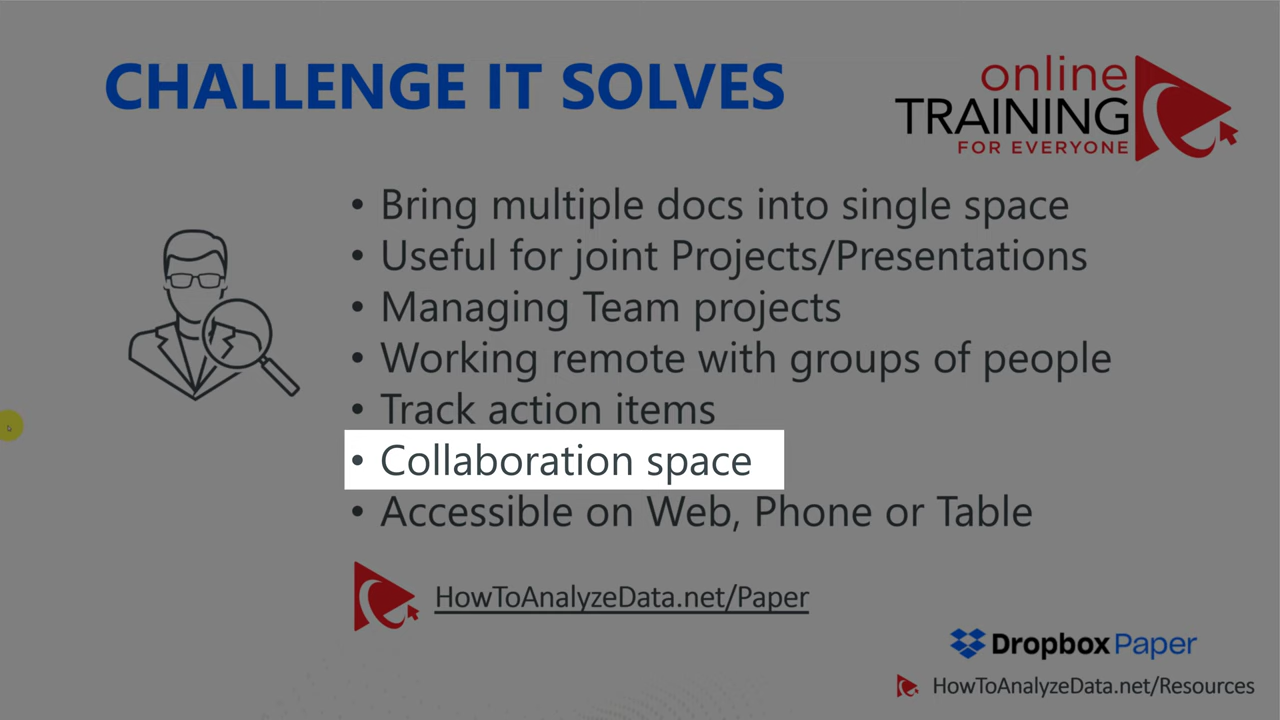 CHALLENGE IT SOLVES
online
TRAINING
FOR EVERYONE
• Bring multiple docs into single space
• Useful for joint Projects/Presentations
• Managing Team projects
• Working remote with groups of people
• Track action items
• Collaboration space
• Accessible on Web, Phone or Table
HowToAnalyzeData.net/Paper
Dropbox Paper
HowToAnalyzeData.net/Resources